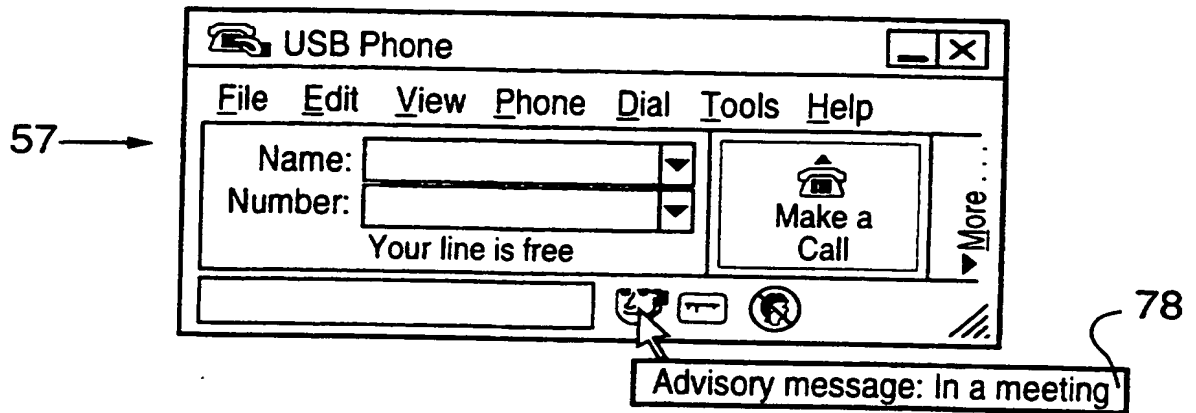 USB Phone
File Edit View Phone Dial Tools Help
57
Name:
Number:
Your line is free
Make a
Call
More...
78
Advisory message: In a meeting